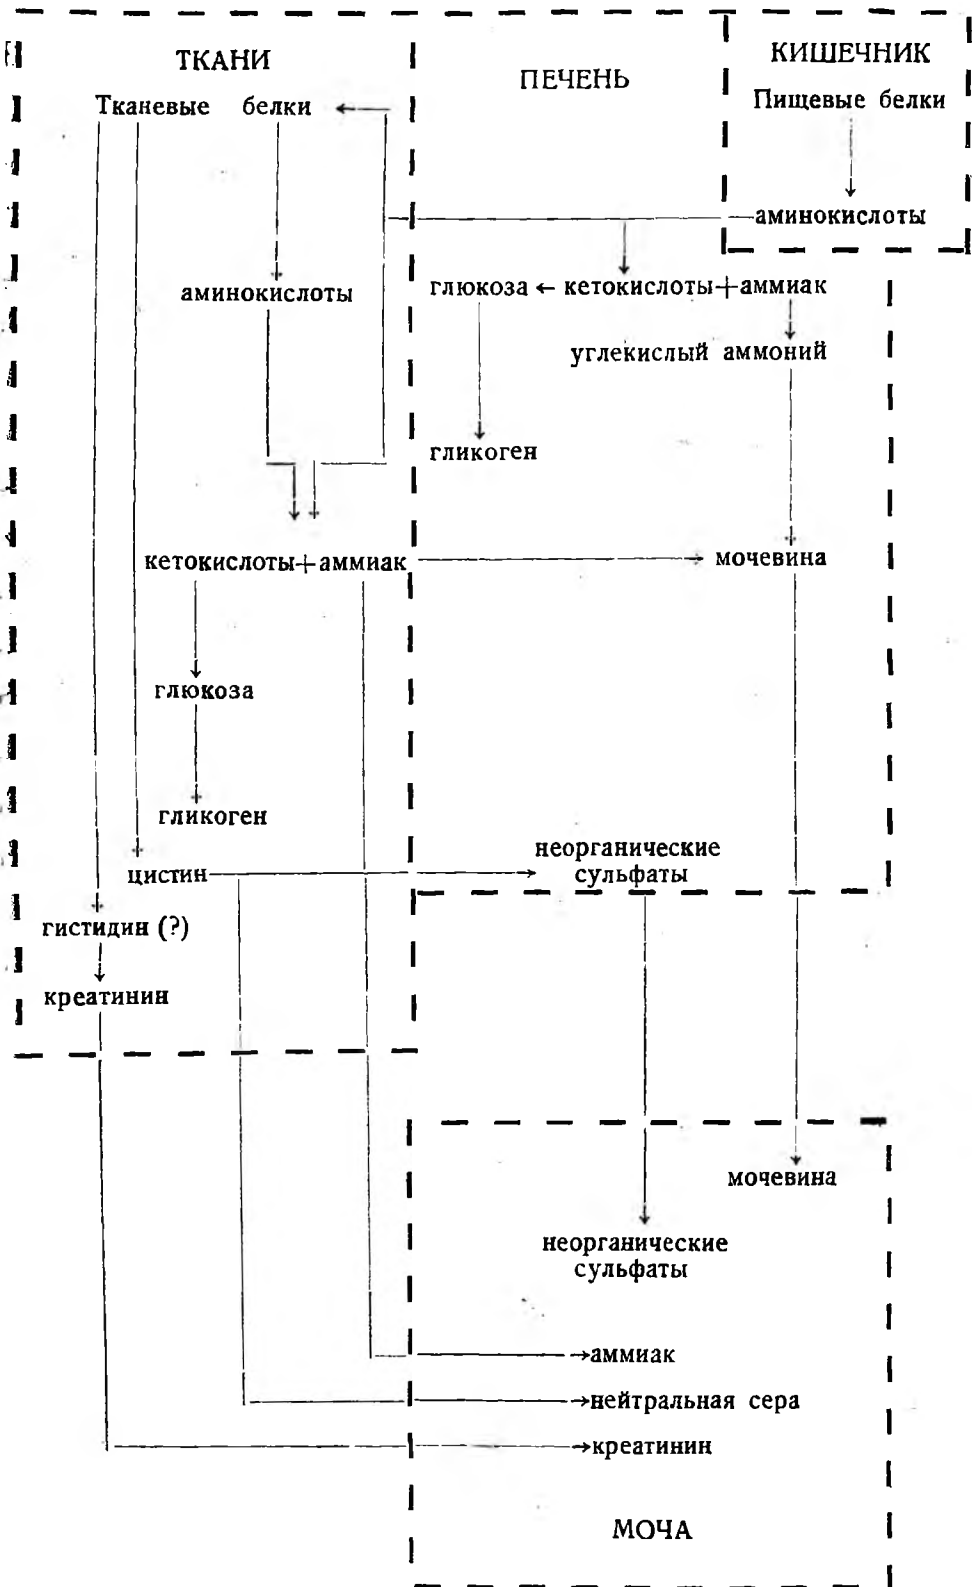 ТКАНИ
ПЕЧЕНЬ
КИШЕЧНИК
Тканевые белки
Пищевые белки
аминокислоты
аминокислоты
глюкоза ← кетокислоты+аммиак
углекислый аммоний
гликоген
кетокислоты+аммиак
мочевина
глюкоза
гликоген
цистин
неорганические
сульфаты
гистидин (?)
креатинин
мочевина
неорганические
сульфаты
аммиак
нейтральная сера
креатинин
МОЧА